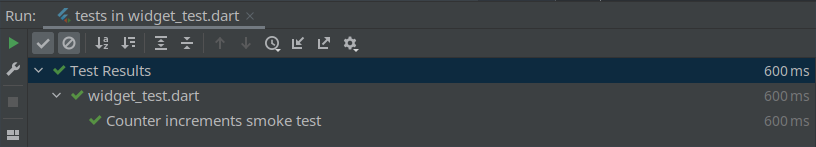 Run: tests in widget_test.dart
Test Results 600 ms
widget_test.dart 600 ms
Counter increments smoke test 600 ms